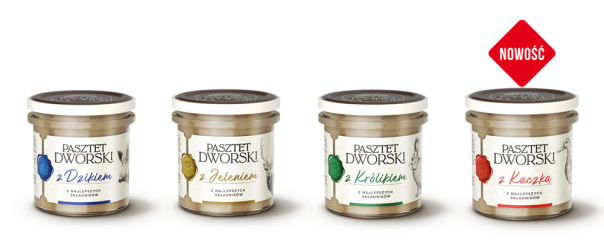 NOWOŚĆ
PASZTET
DWORSKI
z Dzikiem
Z NAJLEPSZYCH
SKŁADNIKÓW
PASZTET
DWORSKI
z Jeleniem
Z NAJLEPSZYCH
SKŁADNIKÓW
PASZTET
DWORSKI
z Królikiem
Z NAJLEPSZYCH
SKŁADNIKÓW
PASZTET
DWORSKI
z Kaczką
Z NAJLEPSZYCH
SKŁADNIKÓW